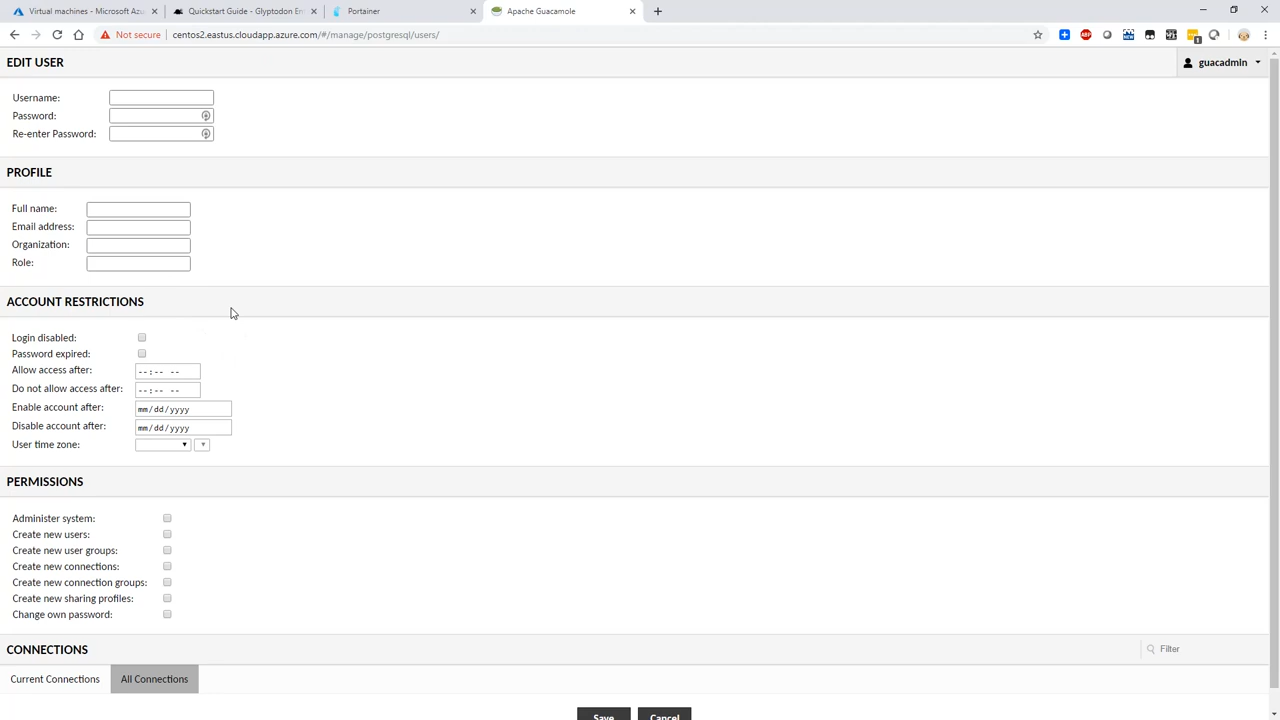 Virtual machines - Microsoft Azu
Quickstart Guide - Glyptodon En
Portainer
Apache Guacamole
Not secure
centos2.eastus.cloudapp.azure.com/#/manage/postgresql/users/
ABP
NEW
1
EDIT USER
guacadmin
Username:
Password:
Re-enter Password:
PROFILE
Full name:
Email address:
Organization:
Role:
ACCOUNT RESTRICTIONS
Login disabled:
Password expired:
Allow access after: --:-- --
Do not allow access after: --:-- --
Enable account after: mm/dd/yyyy
Disable account after: mm/dd/yyyy
User time zone:
PERMISSIONS
Administer system:
Create new users:
Create new user groups:
Create new connections:
Create new connection groups:
Create new sharing profiles:
Change own password:
CONNECTIONS
Filter
Current Connections
All Connections
Save
Cancel